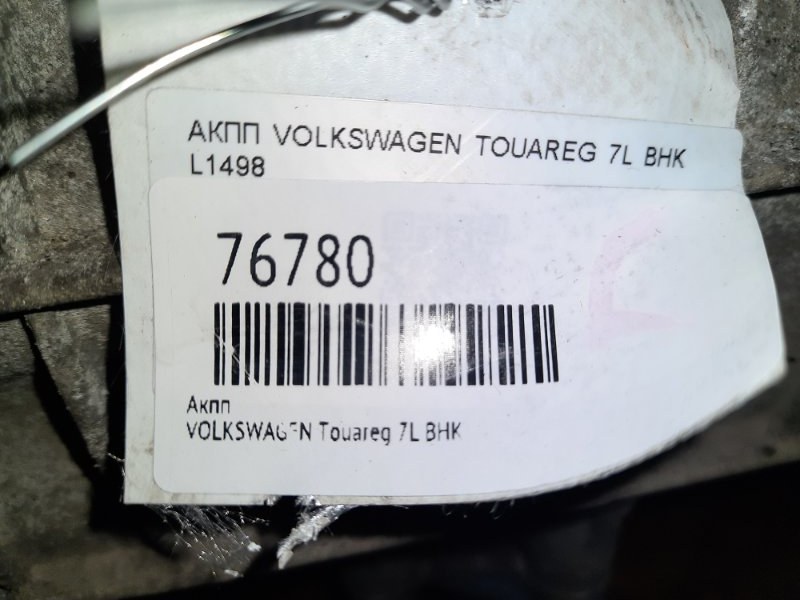 АКПП VOLKSWAGEN TOUAREG 7L BHK
L1498
76780
Акпп
VOLKSWAGEN Touareg 7L BHK